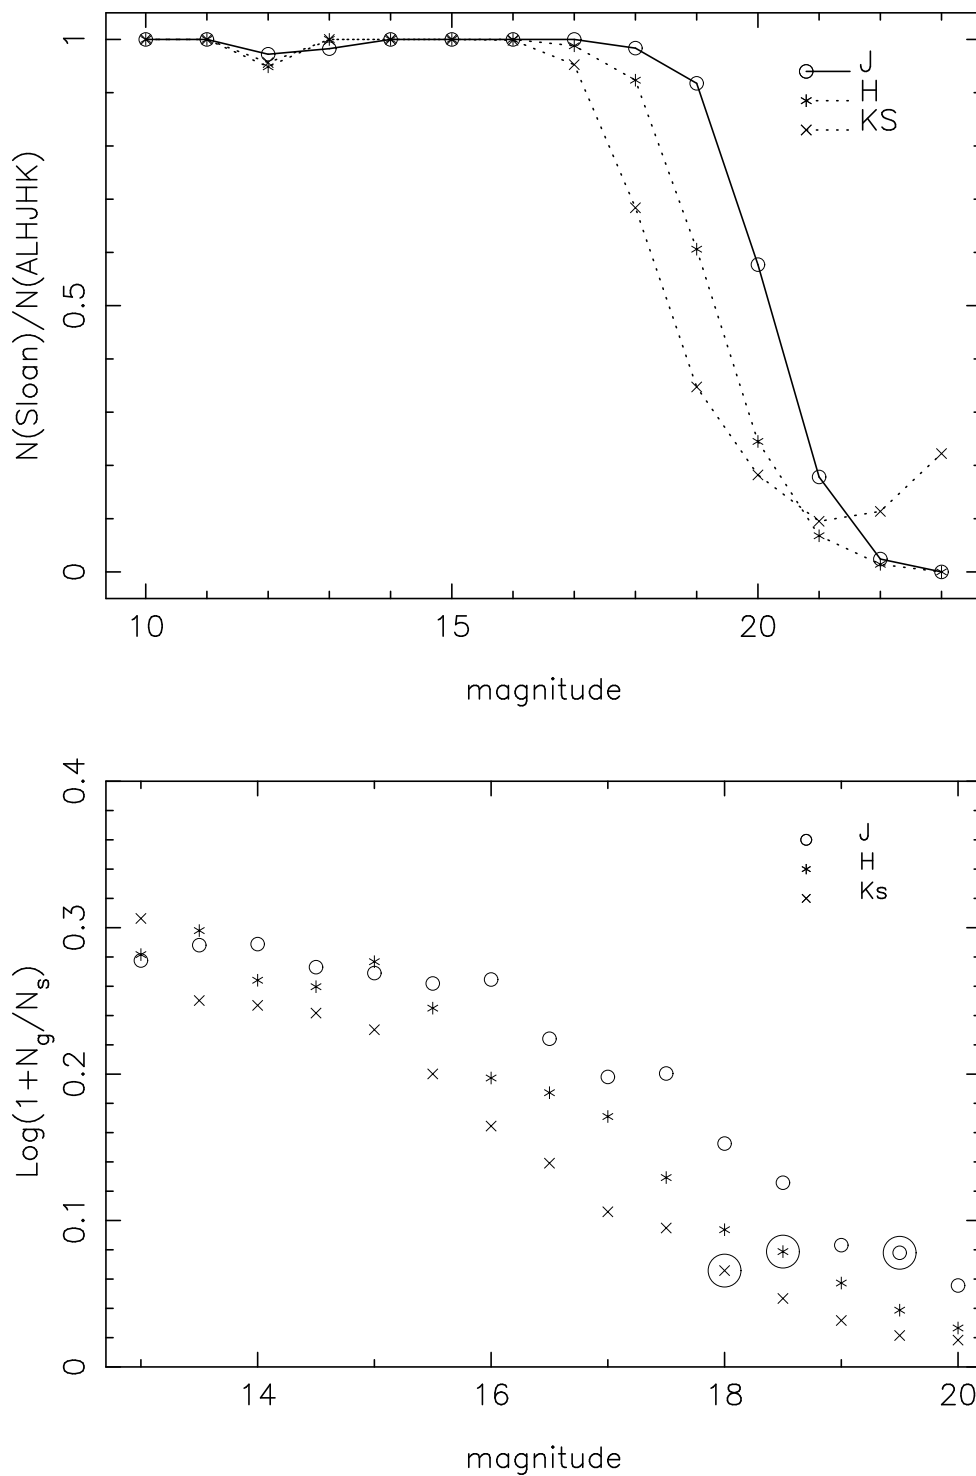 N(Sloan)/N(ALHJHK)
1
0.5
0
J
H
KS
10 15 20
magnitude
Log(1+Ng/Ns)
0.4
0.3
0.2
0.1
0
J
H
Ks
14 16 18 20
magnitude